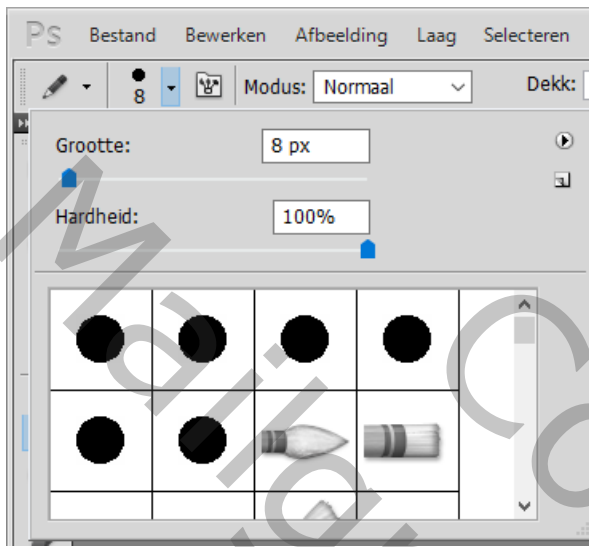 PS Bestand Bewerken Afbeelding Laag Selecteren
8 Modus: Normaal Dekk:
Grootte: 8 px
Hardheid: 100%